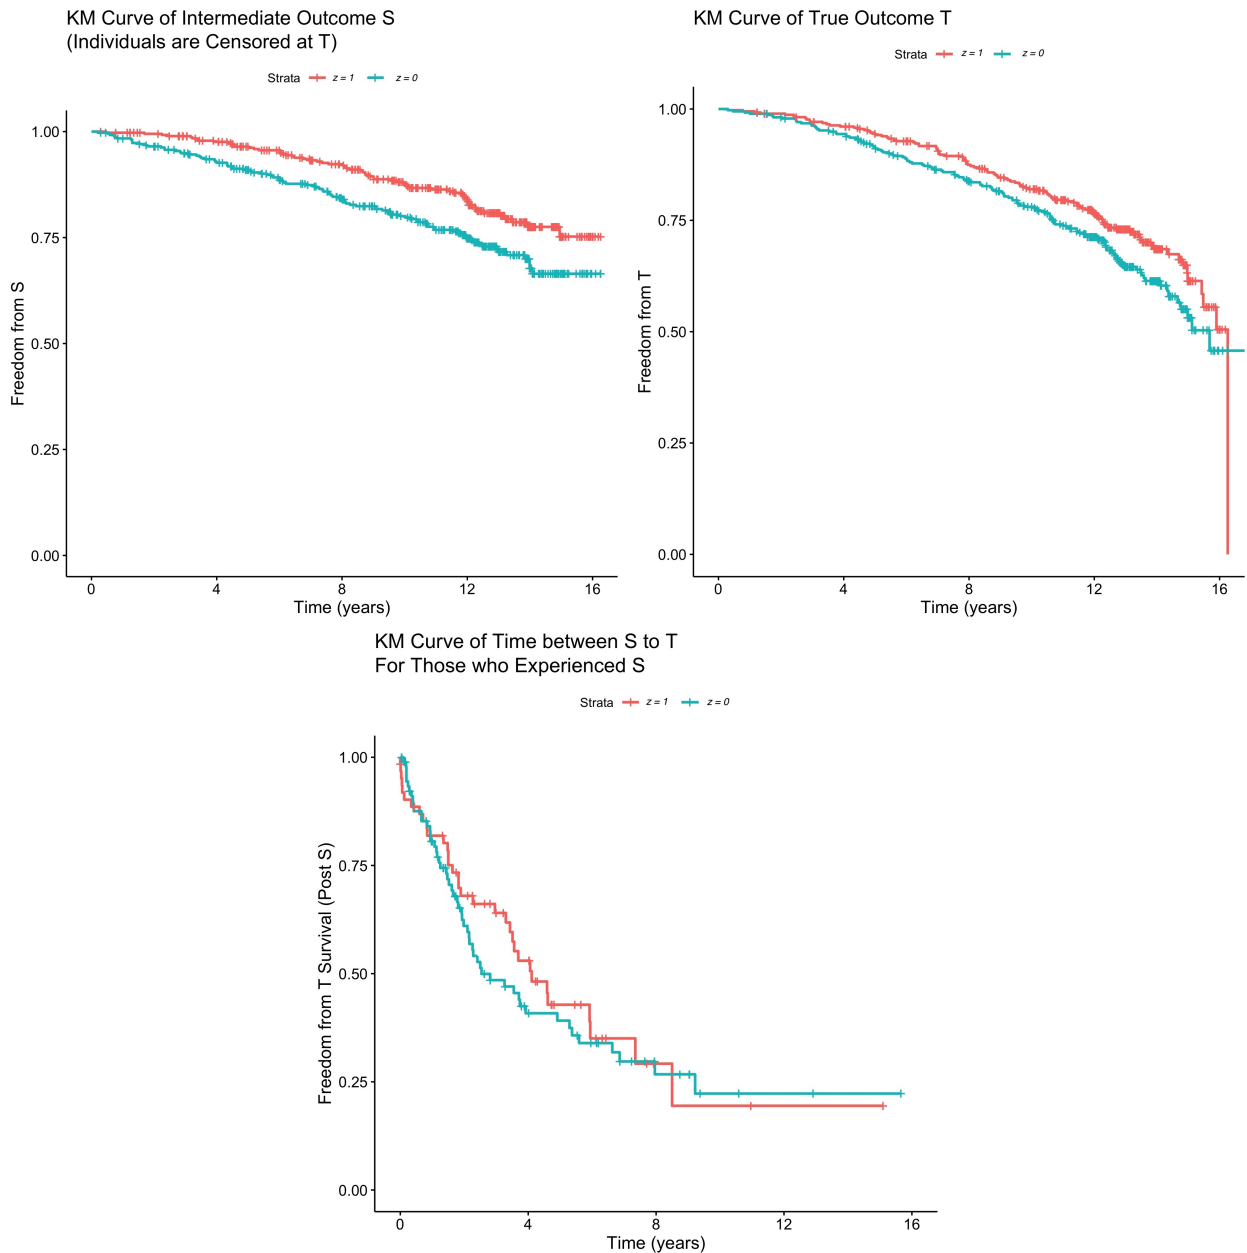 KM Curve of Intermediate Outcome S
(Individuals are Censored at T)
Strata z = 1 z = 0
1.00
0.75
0.50
0.25
0.00
Freedom from S
0 4 8 12 16
Time (years)
KM Curve of True Outcome T
Strata z = 1 z = 0
1.00
0.75
0.50
0.25
0.00
Freedom from T
0 4 8 12 16
Time (years)
KM Curve of Time between S to T
For Those who Experienced S
Strata z = 1 z = 0
1.00
0.75
0.50
0.25
0.00
Freedom from T Survival (Post S)
0 4 8 12 16
Time (years)